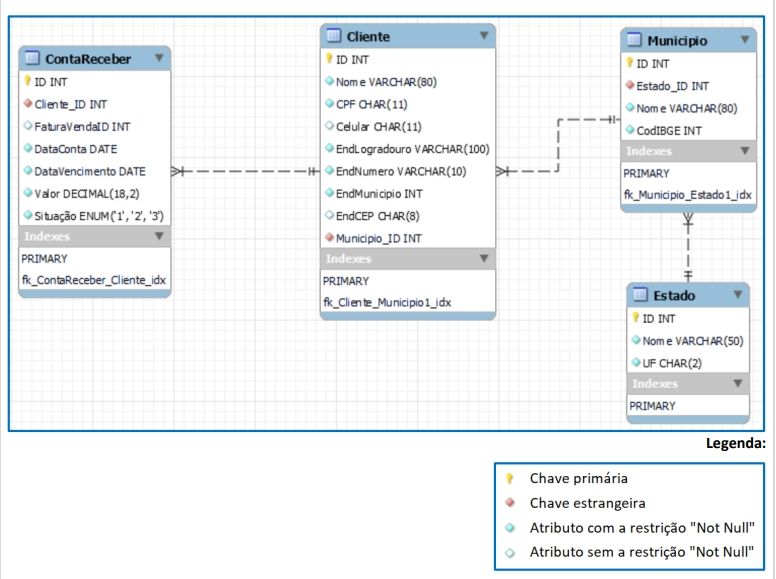 ContaReceber
ID INT
Cliente_ID INT
FaturaVendaID INT
DataConta DATE
DataVencimento DATE
Valor DECIMAL(18,2)
Situação ENUM('1', '2', '3')
Indexes
PRIMARY
fk_ContaReceber_Cliente_idx
Cliente
ID INT
Nome VARCHAR(80)
CPF CHAR(11)
Celular CHAR(11)
EndLogradouro VARCHAR(100)
EndNumero VARCHAR(10)
EndMunicipio INT
EndCEP CHAR(8)
Municipio_ID INT
Indexes
PRIMARY
fk_Cliente_Municipio1_idx
Municipio
ID INT
Estado_ID INT
Nome VARCHAR(80)
CodIBGE INT
Indexes
PRIMARY
fk_Municipio_Estado1_idx
Estado
ID INT
Nome VARCHAR(50)
UF CHAR(2)
Indexes
PRIMARY
Legenda:
Chave primária
Chave estrangeira
Atributo com a restrição "Not Null"
Atributo sem a restrição "Not Null"